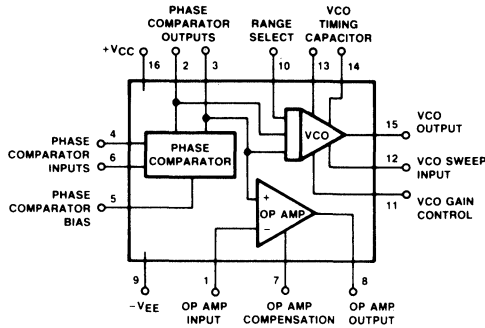 PHASE
COMPARATOR
OUTPUTS
RANGE
SELECT
VCO
TIMING
CAPACITOR
+VCC
16
2
3
10
13
14
VCO
15
VCO
OUTPUT
PHASE
COMPARATOR
INPUTS
4
6
PHASE
COMPARATOR
12
VCO SWEEP
INPUT
PHASE
COMPARATOR
BIAS
5
11
VCO GAIN
CONTROL
+
OP AMP
−
9
1
7
8
−VEE
OP AMP
INPUT
OP AMP
COMPENSATION
OP AMP
OUTPUT